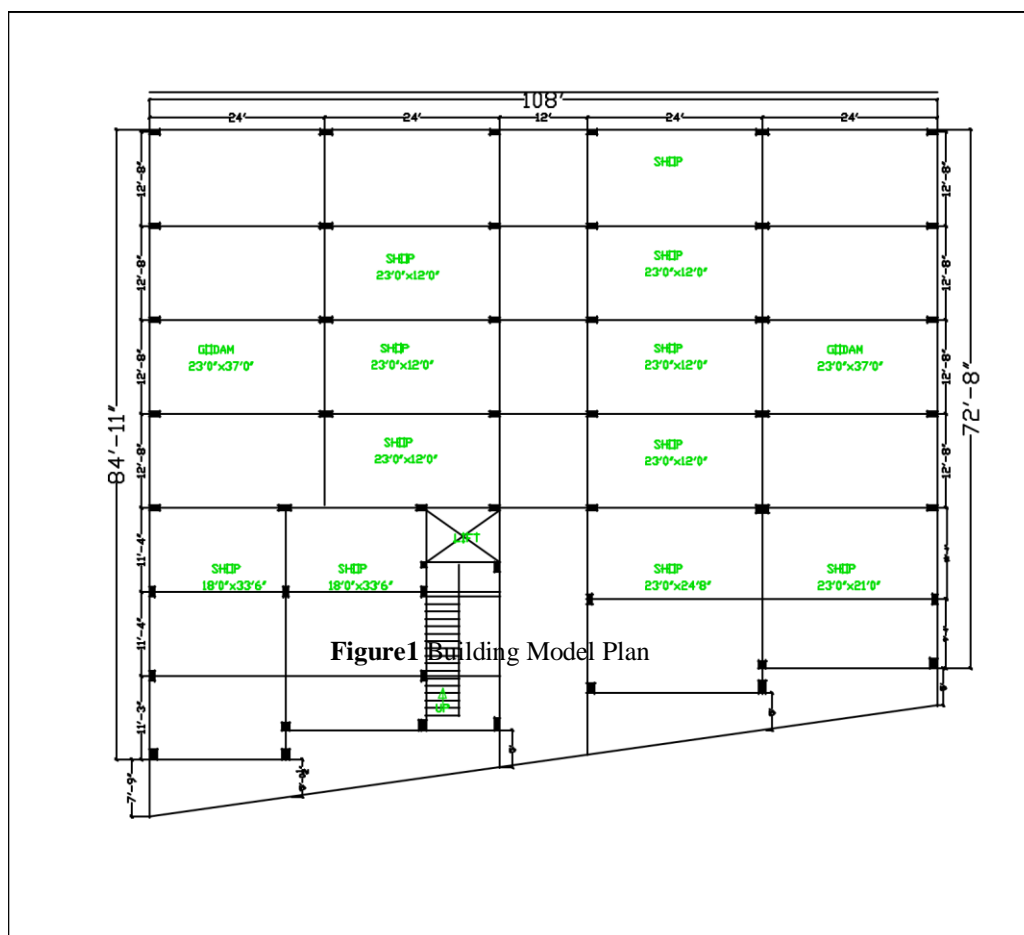 108'
24'
24'
12'
24'
24'
SHOP
12'-8"
12'-8"
SHOP
23'0"x12'0"
SHOP
23'0"x12'0"
12'-8"
12'-8"
GODAM
23'0"x37'0"
SHOP
23'0"x12'0"
SHOP
23'0"x12'0"
GODAM
23'0"x37'0"
12'-8"
12'-8"
84'-11"
72'-8"
SHOP
23'0"x12'0"
SHOP
23'0"x12'0"
12'-8"
12'-8"
LIFT
11'-4"
SHOP
18'0"x33'6"
SHOP
18'0"x33'6"
SHOP
23'0"x24'8"
SHOP
23'0"x21'0"
11'-4"
Figure1 Building Model Plan
UP
11'-3"
7'-9"